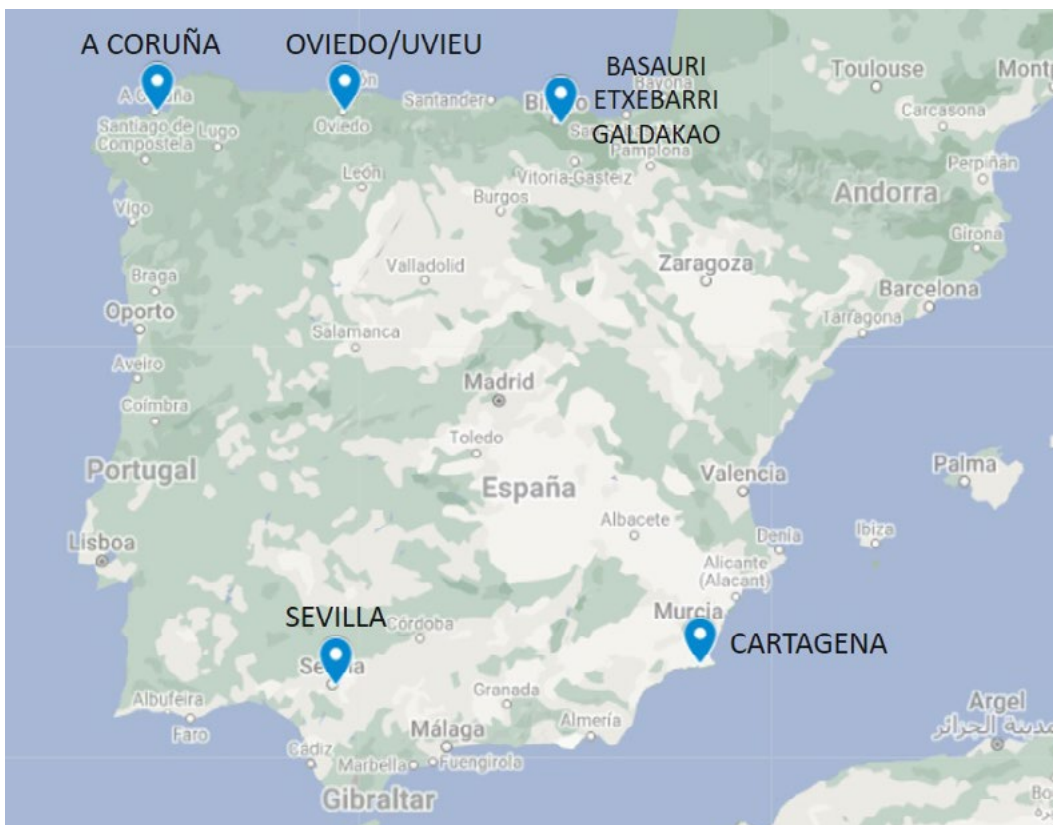 A CORUÑA
OVIEDO/UVIEU
BASAURI
ETXEBARRI
GALDAKAO
Toulouse
Santander
Oviedo
Carcasona
Santiago de
Compostela
Lugo
Pamplona
Vitoria-Gasteiz
León
Perpiñán
Andorra
Burgos
Vigo
Girona
Valladolid
Zaragoza
Braga
Barcelona
Oporto
Tarragona
Salamanca
Aveiro
Madrid
Coímbra
Toledo
Portugal
Valencia
Palma
España
Albacete
Ibiza
Denia
Lisboa
Alicante
(Alacant)
Murcia
SEVILLA
Córdoba
CARTAGENA
Granada
Albufeira
Faro
Almería
Argel
مدينة الجزائر
Málaga
Cádiz
Marbella
Fuengirola
Gibraltar